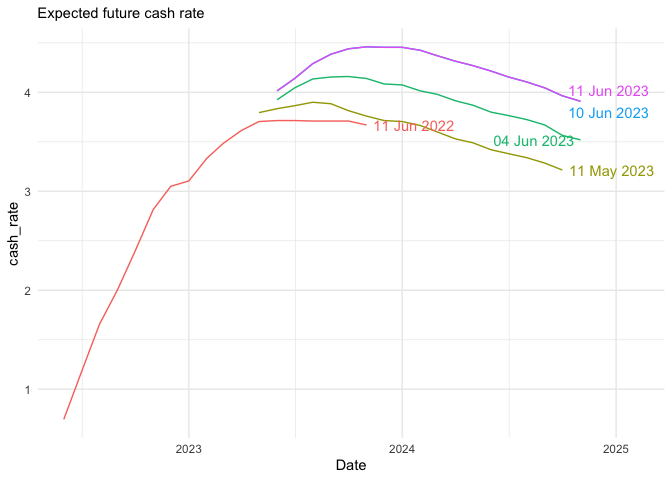 Expected future cash rate
4
3
2
1
cash_rate
11 Jun 2023
10 Jun 2023
11 Jun 2022
04 Jun 2023
11 May 2023
2023
2024
2025
Date